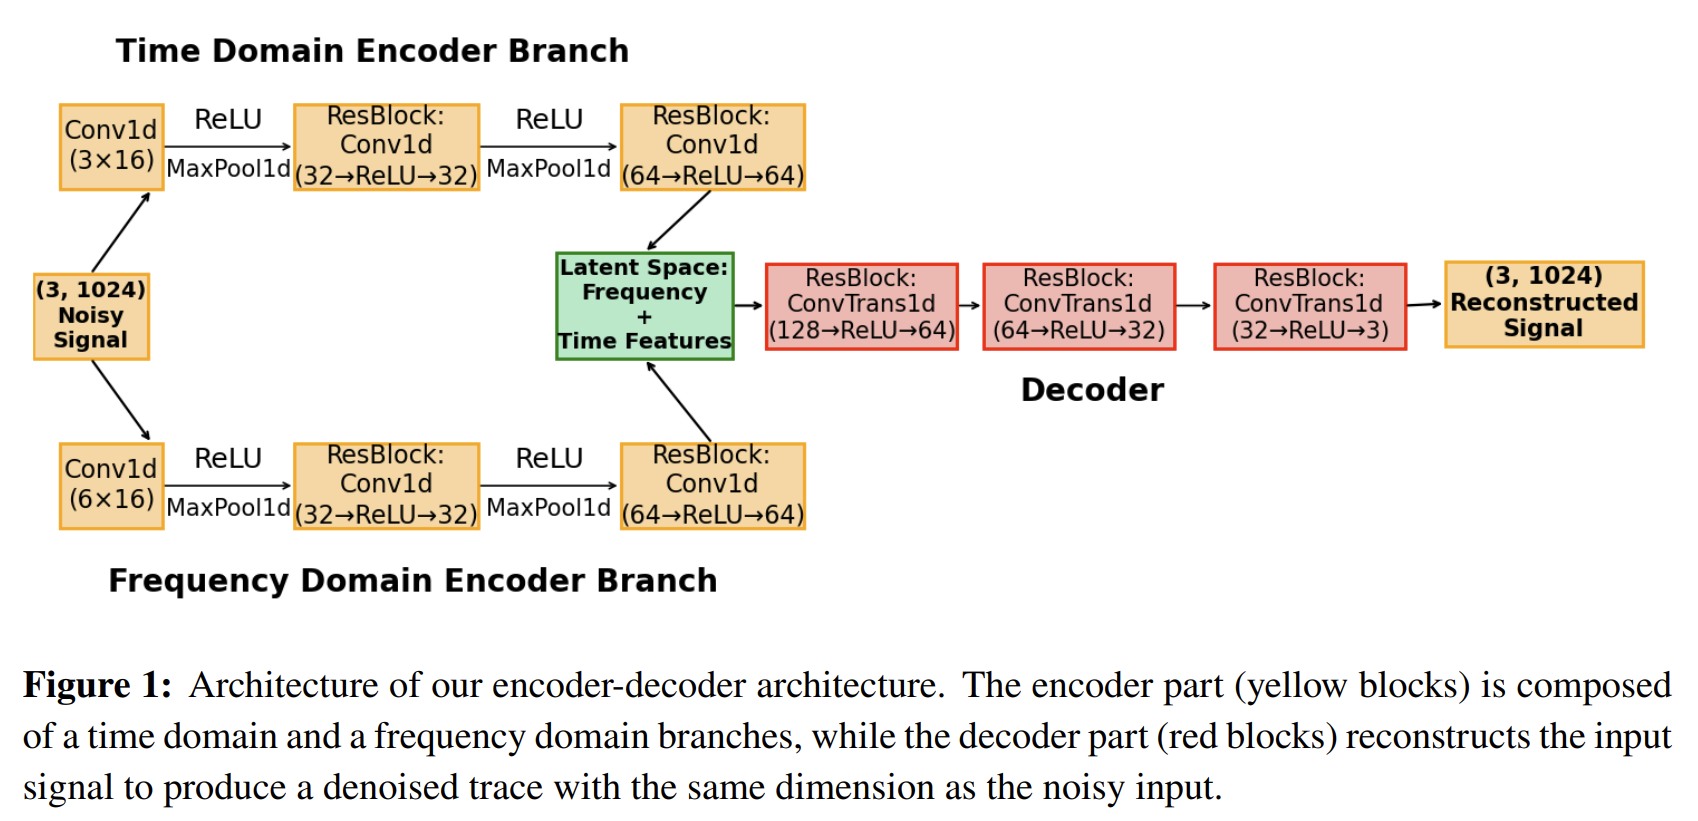 Time Domain Encoder Branch
Conv1d
(3×16)
ReLU
MaxPool1d
ResBlock:
Conv1d
(32→ReLU→32)
ReLU
MaxPool1d
ResBlock:
Conv1d
(64→ReLU→64)
(3, 1024)
Noisy
Signal
Latent Space:
Frequency
+
Time Features
ResBlock:
ConvTrans1d
(128→ReLU→64)
ResBlock:
ConvTrans1d
(64→ReLU→32)
ResBlock:
ConvTrans1d
(32→ReLU→3)
(3, 1024)
Reconstructed
Signal
Decoder
Conv1d
(6×16)
ReLU
MaxPool1d
ResBlock:
Conv1d
(32→ReLU→32)
ReLU
MaxPool1d
ResBlock:
Conv1d
(64→ReLU→64)
Frequency Domain Encoder Branch
Figure 1: Architecture of our encoder-decoder architecture. The encoder part (yellow blocks) is composed
of a time domain and a frequency domain branches, while the decoder part (red blocks) reconstructs the input
signal to produce a denoised trace with the same dimension as the noisy input.